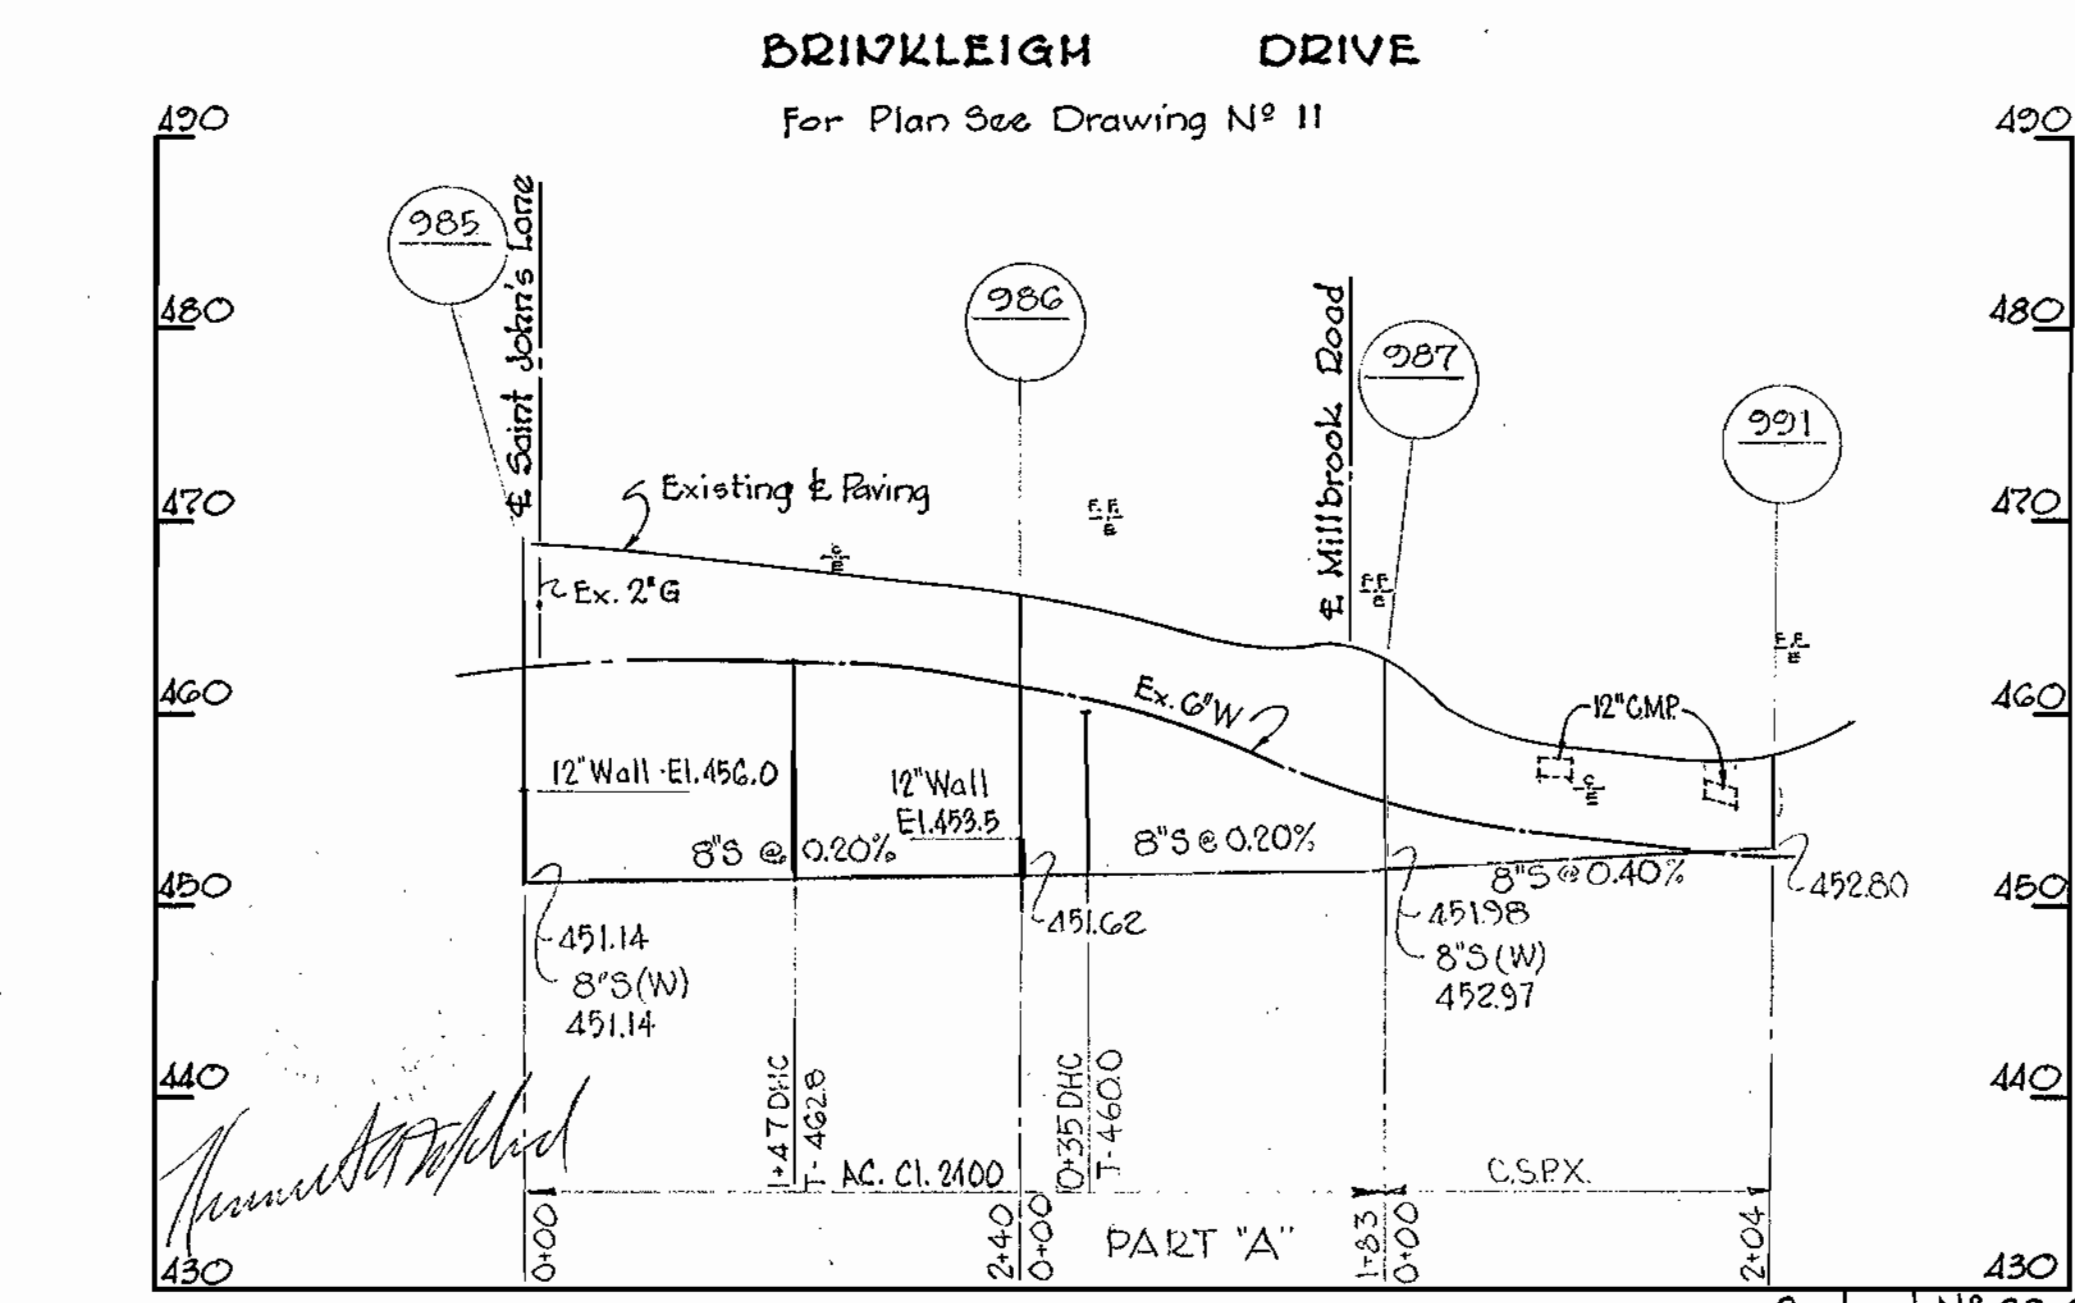 BRINKLEIGH DRIVE
For Plan See Drawing Nº 11
490
490
985
℄ Saint John's Lane
986
480
480
℄ Millbrook Road
987
991
470
470
Existing ℄ Paving
F.F.
B
C
E
Ex. 2"G
F.F.
B
F.F.
B
460
460
Ex. 6"W
12"C.M.P.
12"Wall El. 456.0
12"Wall
El. 453.5
C
E
8"S @ 0.20%
8"S @ 0.20%
8"S @ 0.40%
450
450
451.14
8"S (W)
451.14
451.62
451.98
8"S (W)
452.97
452.80
440
440
1+47 DHC
T-462.8
0+35 DHC
T-460.0
AC. Cl. 2400
C.S.P.X.
PART "A"
0+00
2+40
0+00
1+83
0+00
2+04
430
430